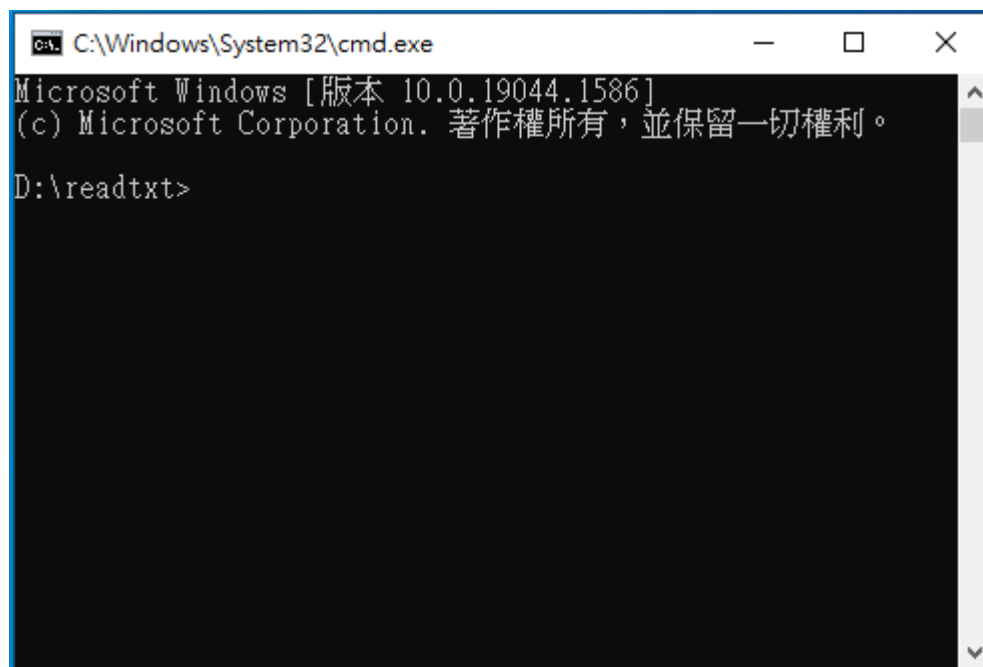 C:\Windows\System32\cmd.exe
Microsoft Windows [版本 10.0.19044.1586]
(c) Microsoft Corporation. 著作權所有，並保留一切權利。
D:\readtxt>